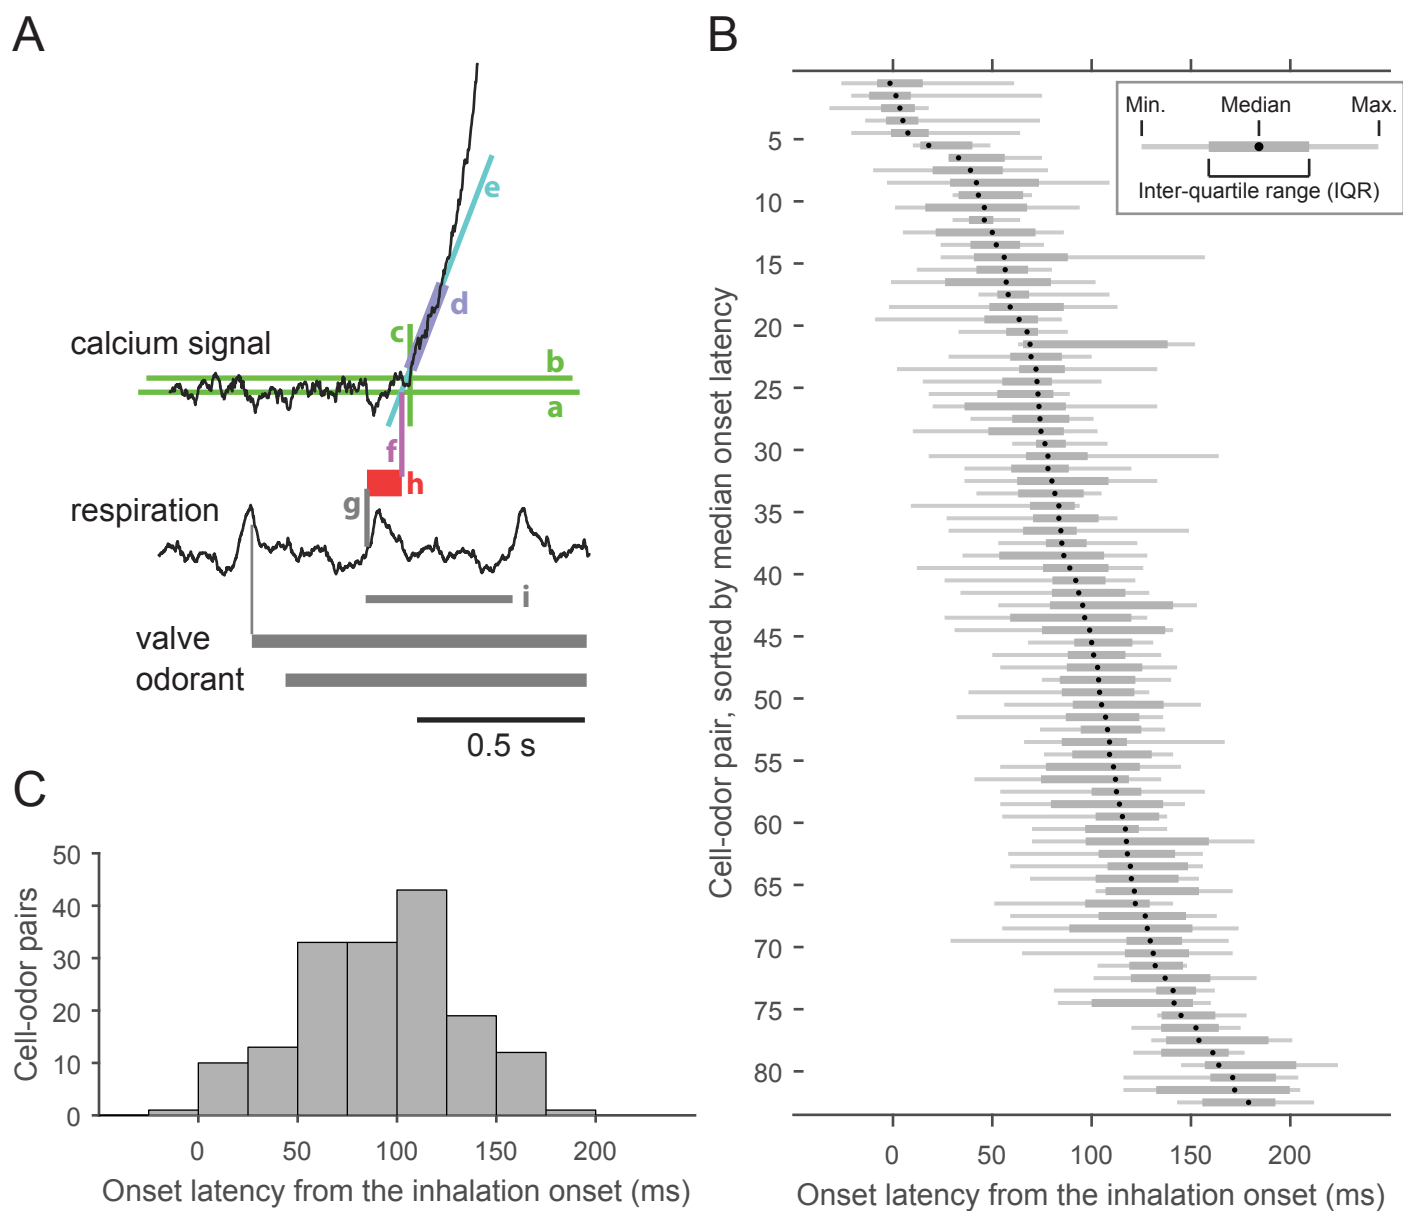 A
calcium signal
a
b
c
d
e
f
g
h
respiration
i
valve
odorant
0.5 s
B
Min.
Median
Max.
Inter-quartile range (IQR)
Cell-odor pair, sorted by median onset latency
5
10
15
20
25
30
35
40
45
50
55
60
65
70
75
80
0 50 100 150 200
Onset latency from the inhalation onset (ms)
C
Cell-odor pairs
50
40
30
20
10
0
0 50 100 150 200
Onset latency from the inhalation onset (ms)